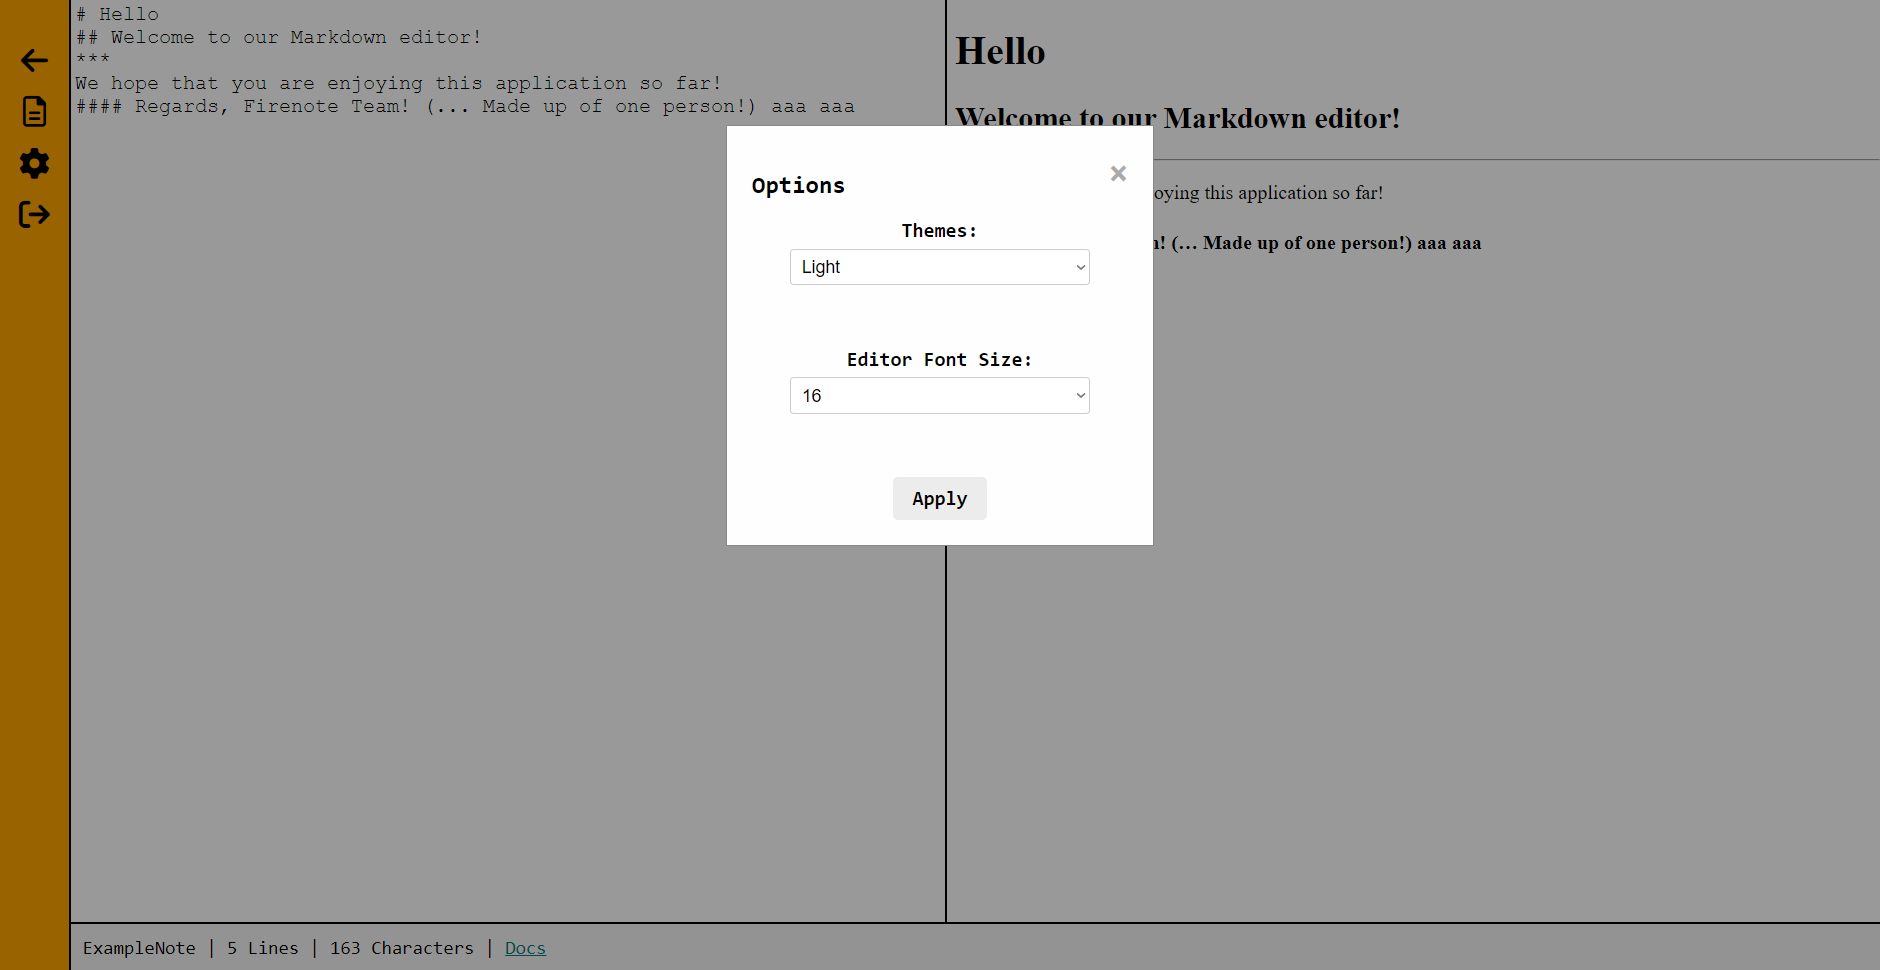 # Hello
## Welcome to our Markdown editor!
***
We hope that you are enjoying this application so far!
#### Regards, Firenote Team! (... Made up of one person!) aaa aaa
Hello
Welcome to our Markdown editor!
oying this application so far!
! (... Made up of one person!) aaa aaa
Options
×
Themes:
Light
Editor Font Size:
16
Apply
ExampleNote | 5 Lines | 163 Characters | Docs